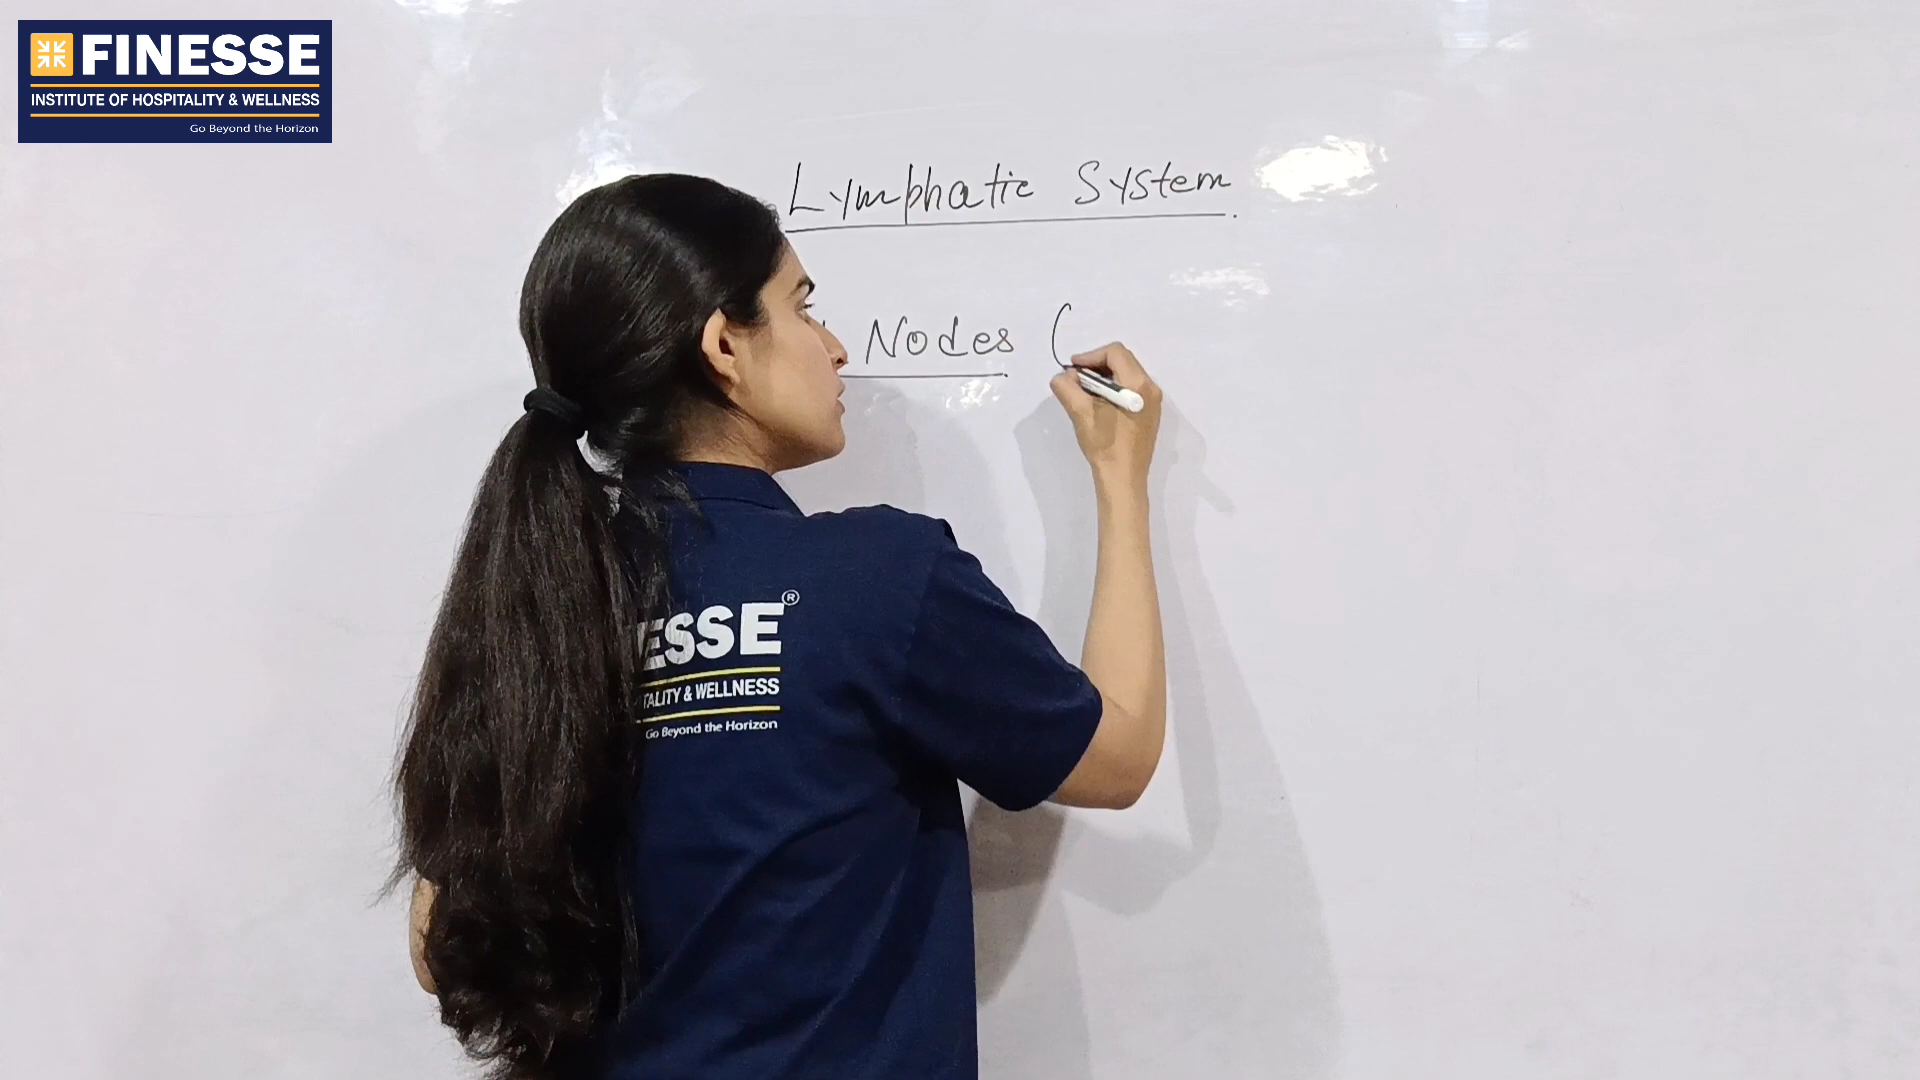 FINESSE
INSTITUTE OF HOSPITALITY & WELLNESS
Go Beyond the Horizon
Lymphatic System.
Nodes (
ESSE®
TALITY & WELLNESS
Go Beyond the Horizon